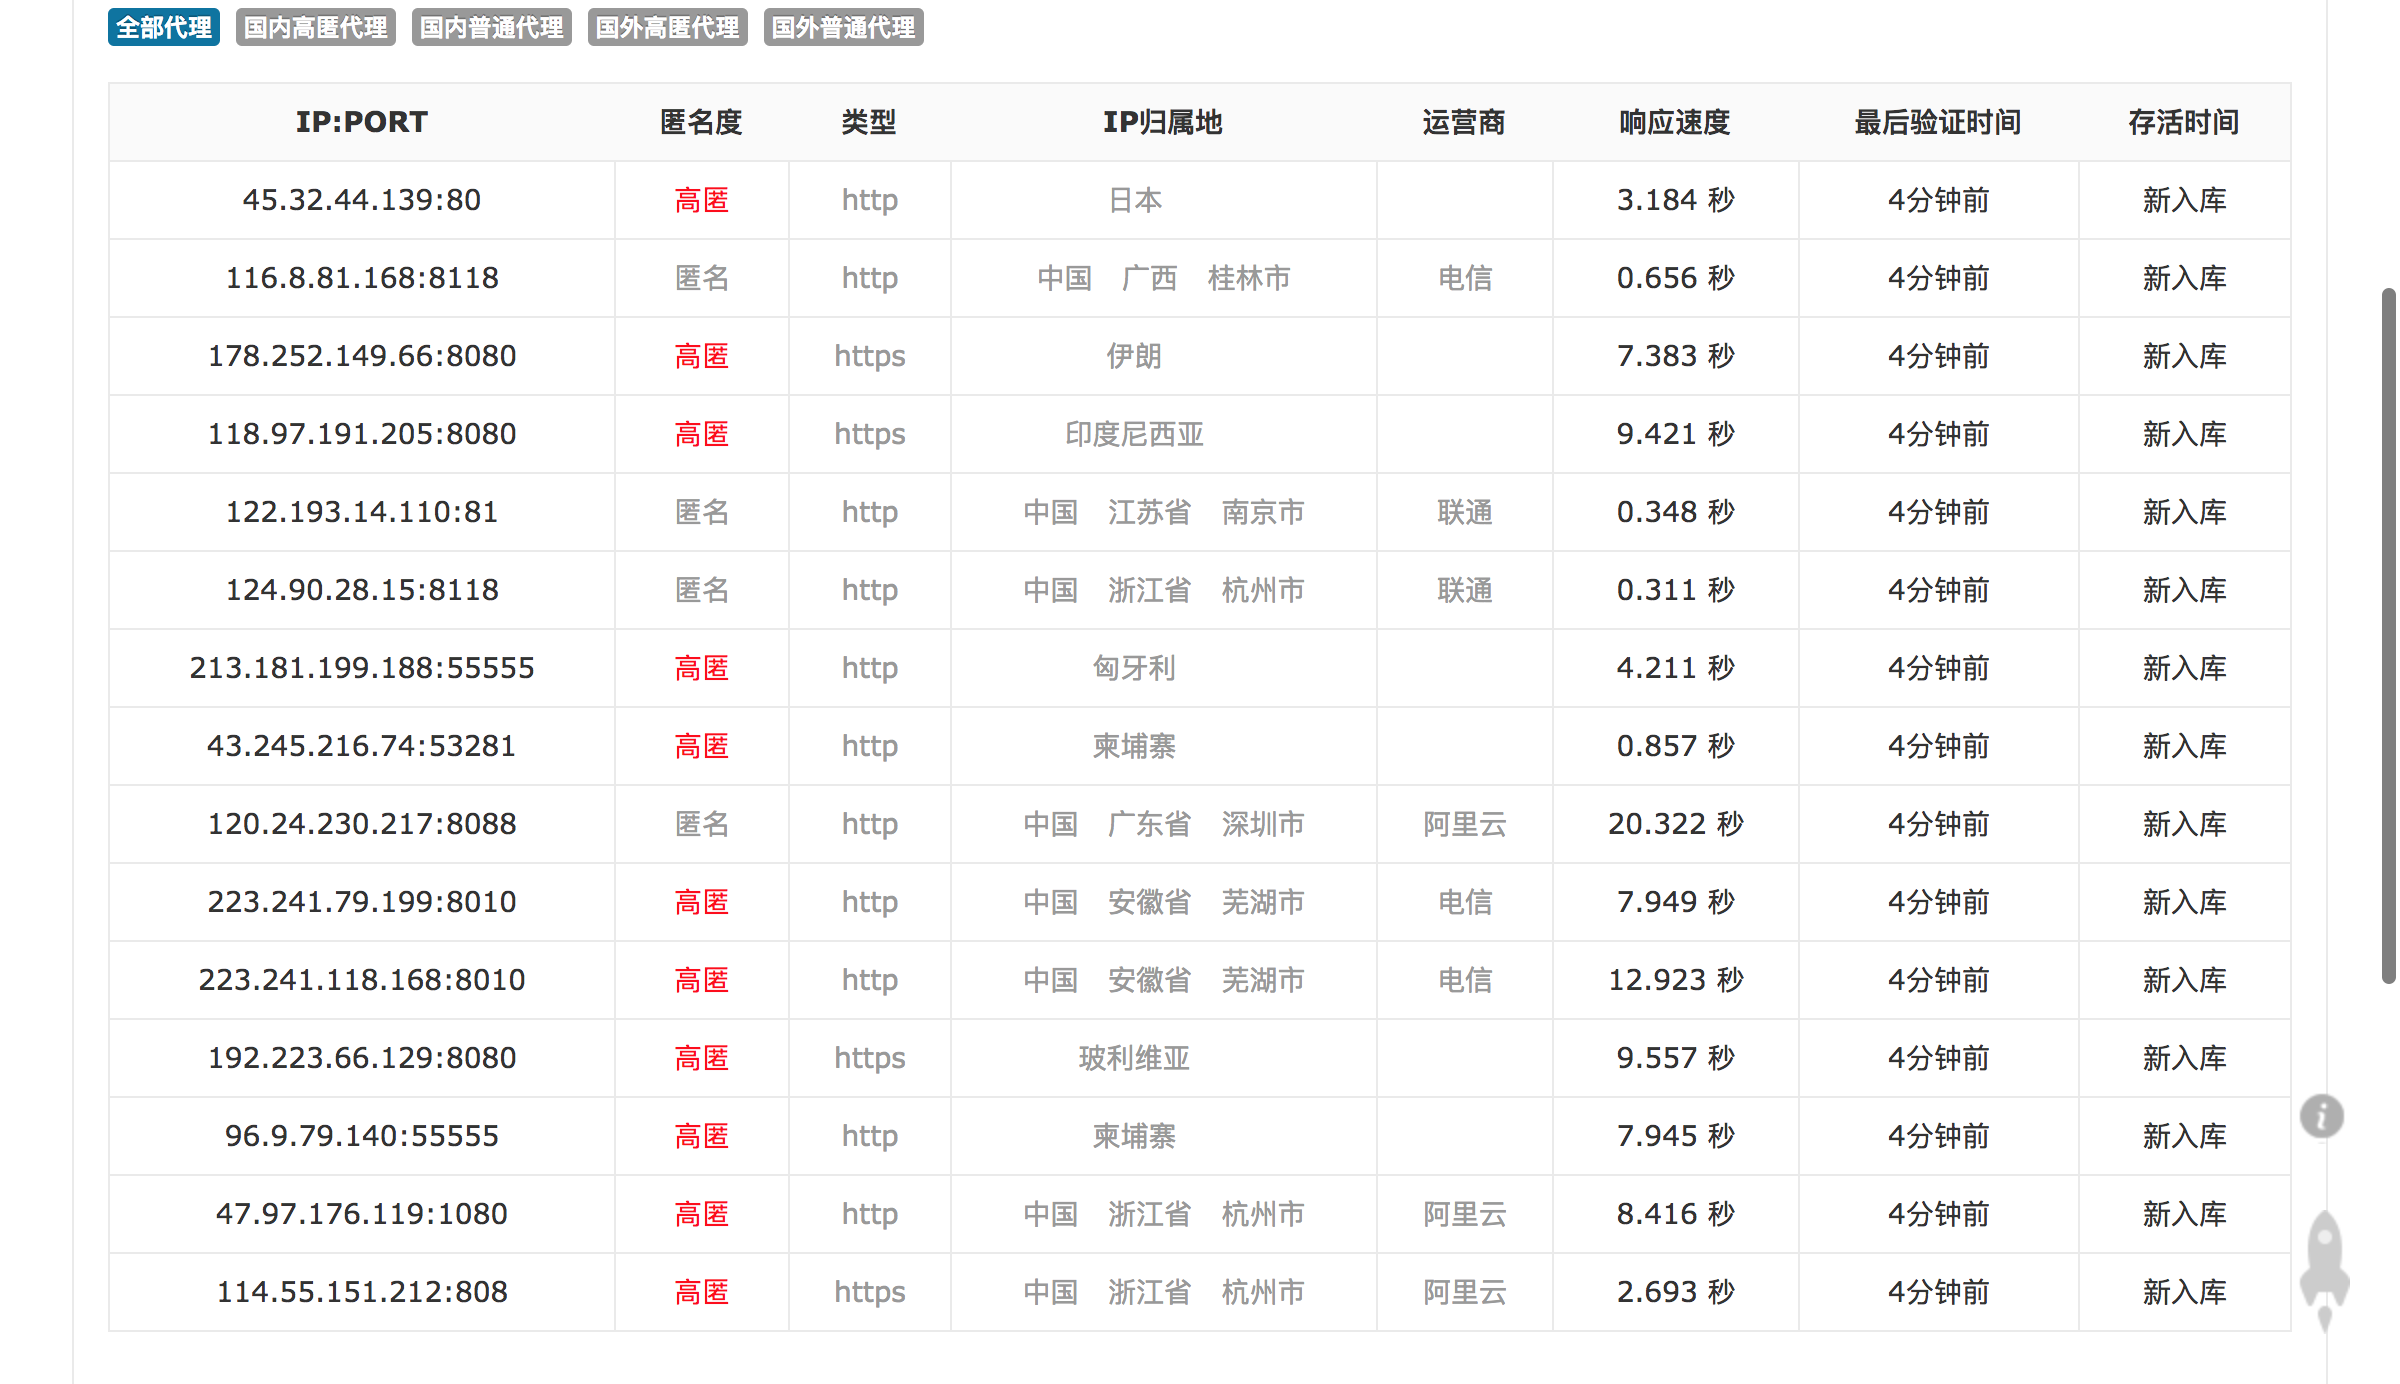 全部代理 国内高匿代理 国内普通代理 国外高匿代理 国外普通代理
IP:PORT 匿名度 类型 IP归属地 运营商 响应速度 最后验证时间 存活时间
45.32.44.139:80 高匿 http 日本 3.184 秒 4分钟前 新入库
116.8.81.168:8118 匿名 http 中国 广西 桂林市 电信 0.656 秒 4分钟前 新入库
178.252.149.66:8080 高匿 https 伊朗 7.383 秒 4分钟前 新入库
118.97.191.205:8080 高匿 https 印度尼西亚 9.421 秒 4分钟前 新入库
122.193.14.110:81 匿名 http 中国 江苏省 南京市 联通 0.348 秒 4分钟前 新入库
124.90.28.15:8118 匿名 http 中国 浙江省 杭州市 联通 0.311 秒 4分钟前 新入库
213.181.199.188:55555 高匿 http 匈牙利 4.211 秒 4分钟前 新入库
43.245.216.74:53281 高匿 http 柬埔寨 0.857 秒 4分钟前 新入库
120.24.230.217:8088 匿名 http 中国 广东省 深圳市 阿里云 20.322 秒 4分钟前 新入库
223.241.79.199:8010 高匿 http 中国 安徽省 芜湖市 电信 7.949 秒 4分钟前 新入库
223.241.118.168:8010 高匿 http 中国 安徽省 芜湖市 电信 12.923 秒 4分钟前 新入库
192.223.66.129:8080 高匿 https 玻利维亚 9.557 秒 4分钟前 新入库
96.9.79.140:55555 高匿 http 柬埔寨 7.945 秒 4分钟前 新入库
47.97.176.119:1080 高匿 http 中国 浙江省 杭州市 阿里云 8.416 秒 4分钟前 新入库
114.55.151.212:808 高匿 https 中国 浙江省 杭州市 阿里云 2.693 秒 4分钟前 新入库